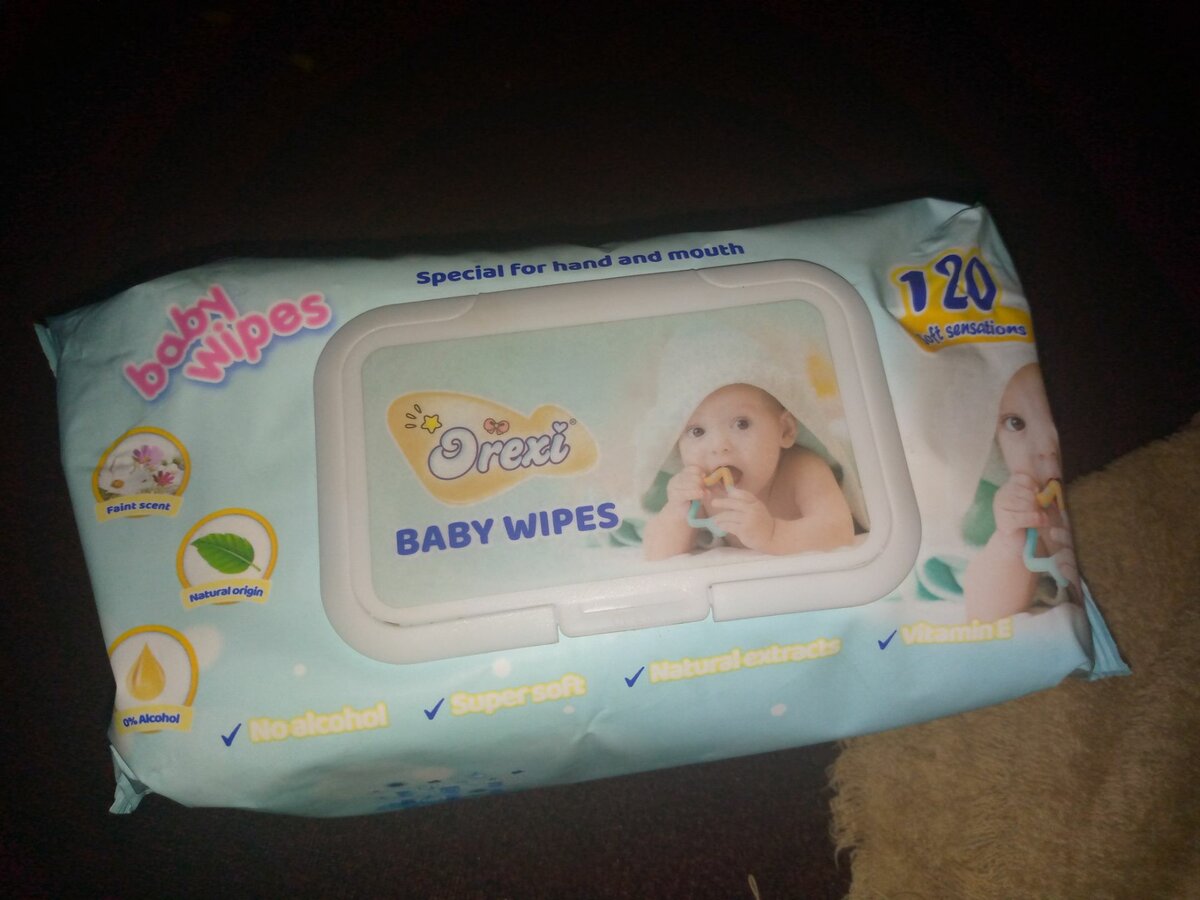 Special for hand and mouth
baby
wipes
120
soft sensations
Orexi®
BABY WIPES
Faint scent
Natural origin
0% Alcohol
✓ No alcohol
✓ Super soft
✓ Natural extracts
✓ Vitamin E